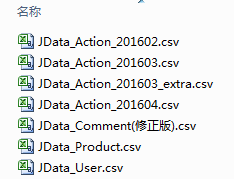 名称
JData_Action_201602.csv
JData_Action_201603.csv
JData_Action_201603_extra.csv
JData_Action_201604.csv
JData_Comment(修正版).csv
JData_Product.csv
JData_User.csv